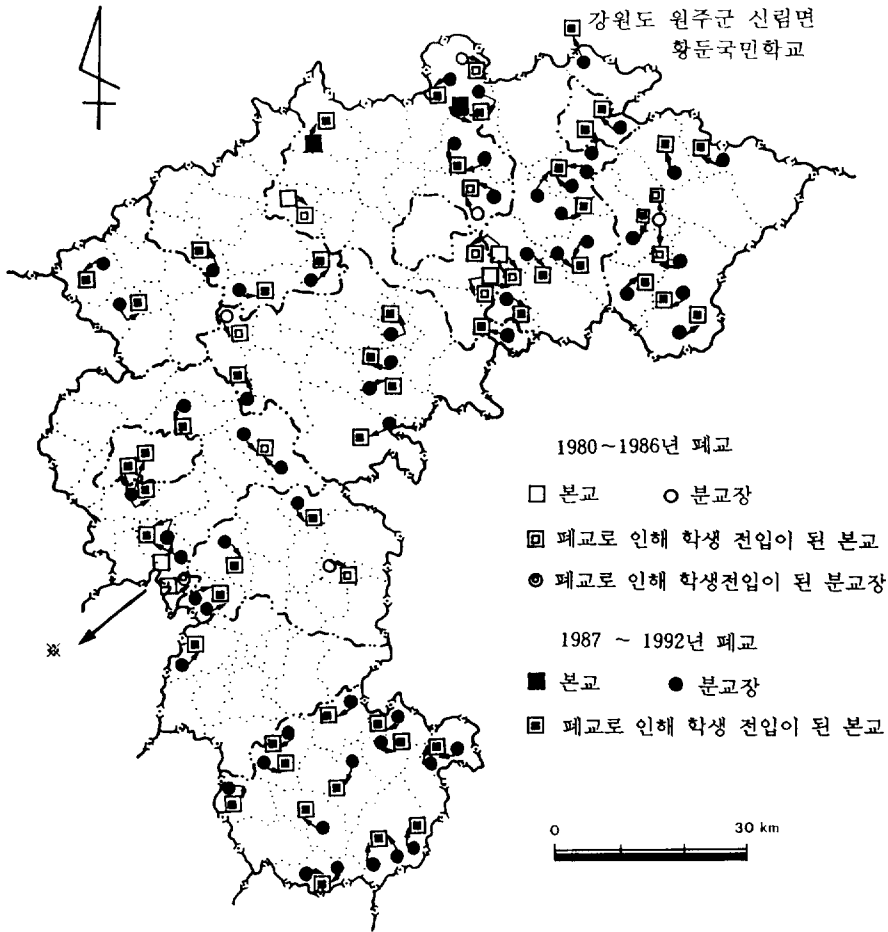 강원도 원주군 신림면
황둔국민학교
1980~1986년 폐교
본교 분교장
폐교로 인해 학생 전입이 된 본교
폐교로 인해 학생전입이 된 분교장
※
1987 ~ 1992년 폐교
본교 분교장
폐교로 인해 학생 전입이 된 본교
0 30 km